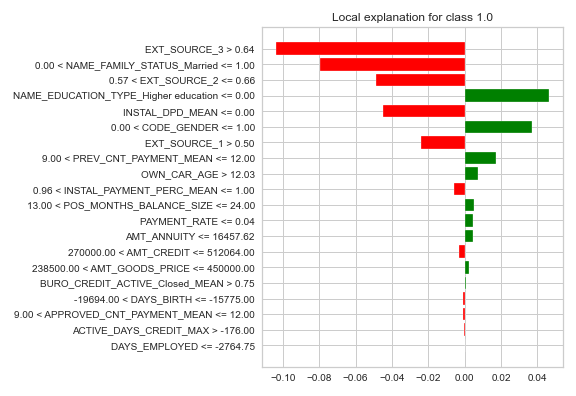 Local explanation for class 1.0
EXT_SOURCE_3 > 0.64
0.00 < NAME_FAMILY_STATUS_Married <= 1.00
0.57 < EXT_SOURCE_2 <= 0.66
NAME_EDUCATION_TYPE_Higher education <= 0.00
INSTAL_DPD_MEAN <= 0.00
0.00 < CODE_GENDER <= 1.00
EXT_SOURCE_1 > 0.50
9.00 < PREV_CNT_PAYMENT_MEAN <= 12.00
OWN_CAR_AGE > 12.03
0.96 < INSTAL_PAYMENT_PERC_MEAN <= 1.00
13.00 < POS_MONTHS_BALANCE_SIZE <= 24.00
PAYMENT_RATE <= 0.04
AMT_ANNUITY <= 16457.62
270000.00 < AMT_CREDIT <= 512064.00
238500.00 < AMT_GOODS_PRICE <= 450000.00
BURO_CREDIT_ACTIVE_Closed_MEAN > 0.75
-19694.00 < DAYS_BIRTH <= -15775.00
9.00 < APPROVED_CNT_PAYMENT_MEAN <= 12.00
ACTIVE_DAYS_CREDIT_MAX > -176.00
DAYS_EMPLOYED <= -2764.75
−0.10 −0.08 −0.06 −0.04 −0.02 0.00 0.02 0.04